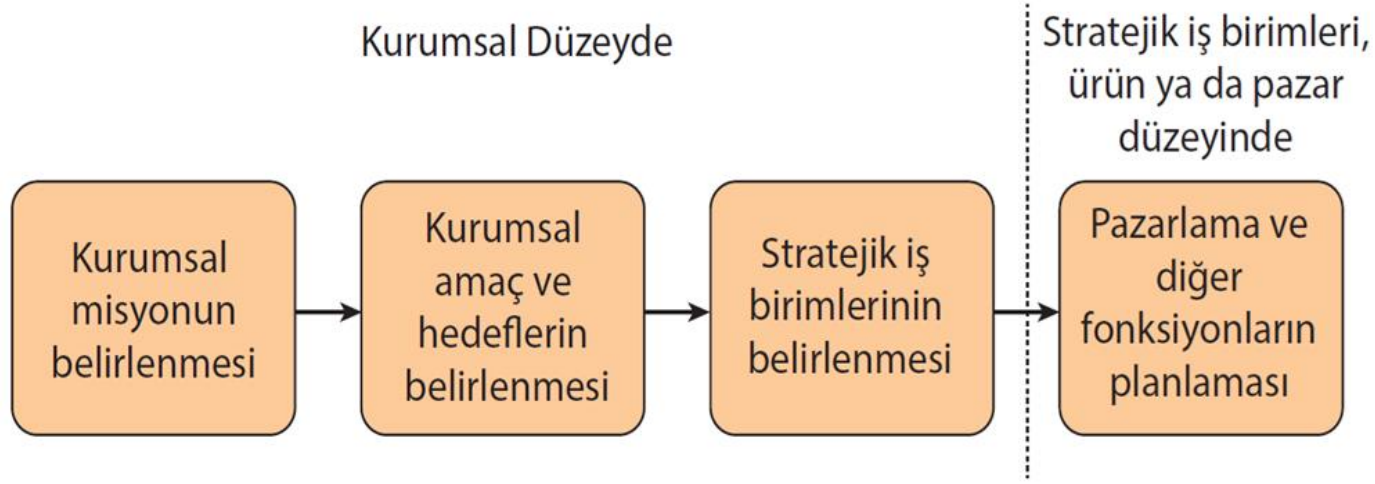 Kurumsal Düzeyde
Stratejik iş birimleri,
ürün ya da pazar
düzeyinde
Kurumsal
misyonun
belirlenmesi
Kurumsal
amaç ve
hedeflerin
belirlenmesi
Stratejik iş
birimlerinin
belirlenmesi
Pazarlama ve
diğer
fonksiyonların
planlaması